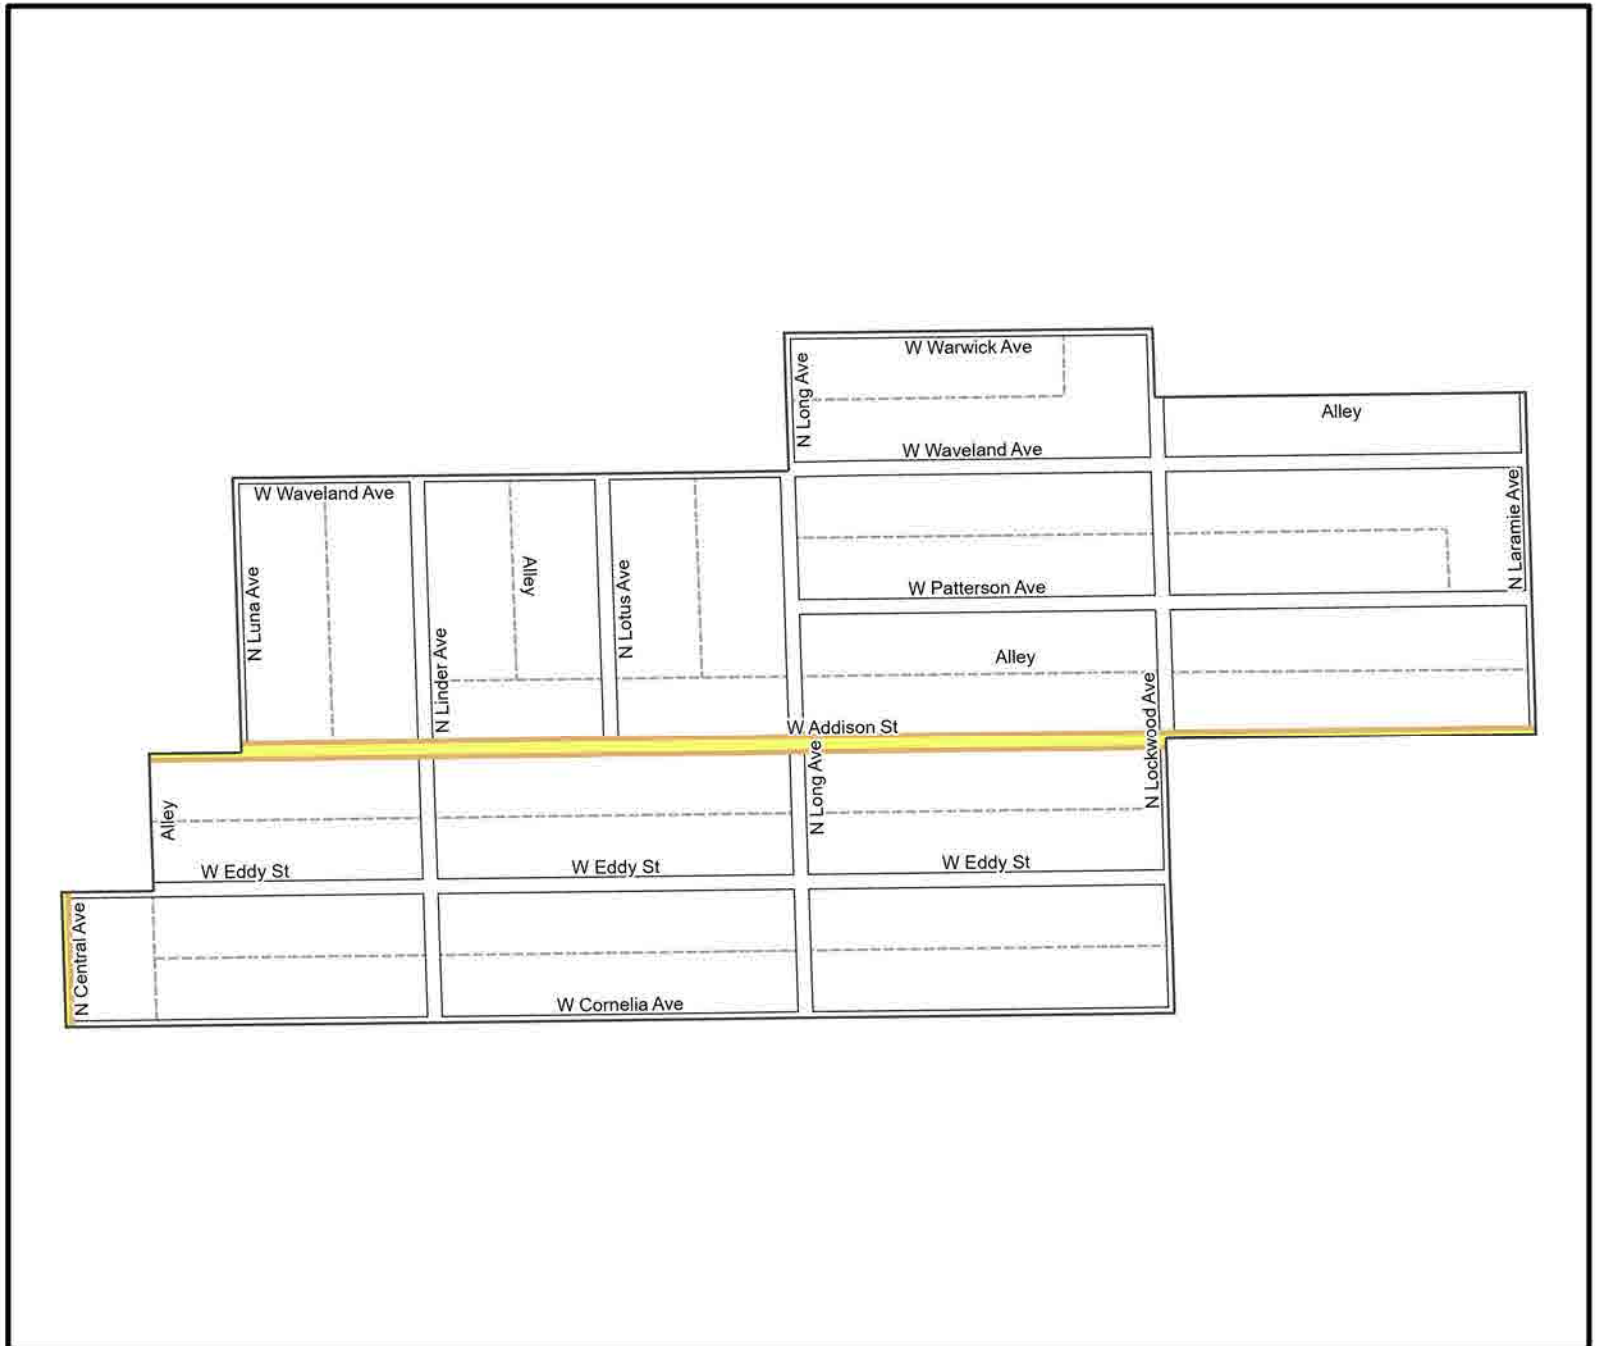 W Warwick Ave
N Long Ave
Alley
W Waveland Ave
W Waveland Ave
N Laramie Ave
Alley
N Luna Ave
N Lotus Ave
W Patterson Ave
N Linder Ave
Alley
N Lockwood Ave
W Addison St
N Long Ave
Alley
W Eddy St
W Eddy St
W Eddy St
N Central Ave
W Cornelia Ave